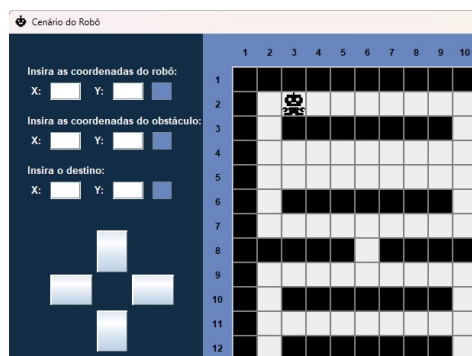 Cenário do Robô
Insira as coordenadas do robô:
X: Y:
Insira as coordenadas do obstáculo:
X: Y:
Insira o destino:
X: Y:
1 2 3 4 5 6 7 8 9 10
1
2
3
4
5
6
7
8
9
10
11
12